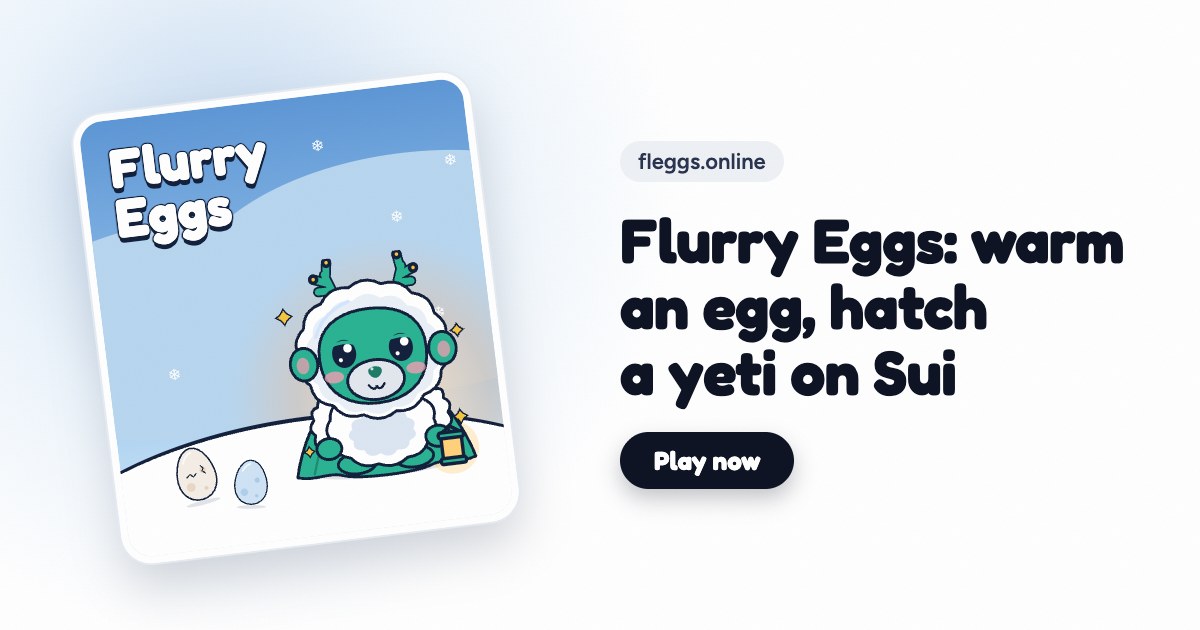 Flurry
Eggs
fleggs.online
Flurry Eggs: warm
an egg, hatch
a yeti on Sui
Play now